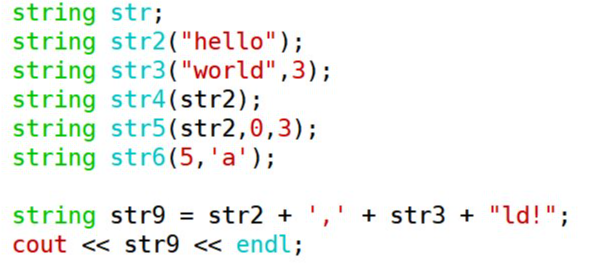 string str;
string str2("hello");
string str3("world",3);
string str4(str2);
string str5(str2,0,3);
string str6(5,'a');
string str9 = str2 + ',' + str3 + "ld!";
cout << str9 << endl;